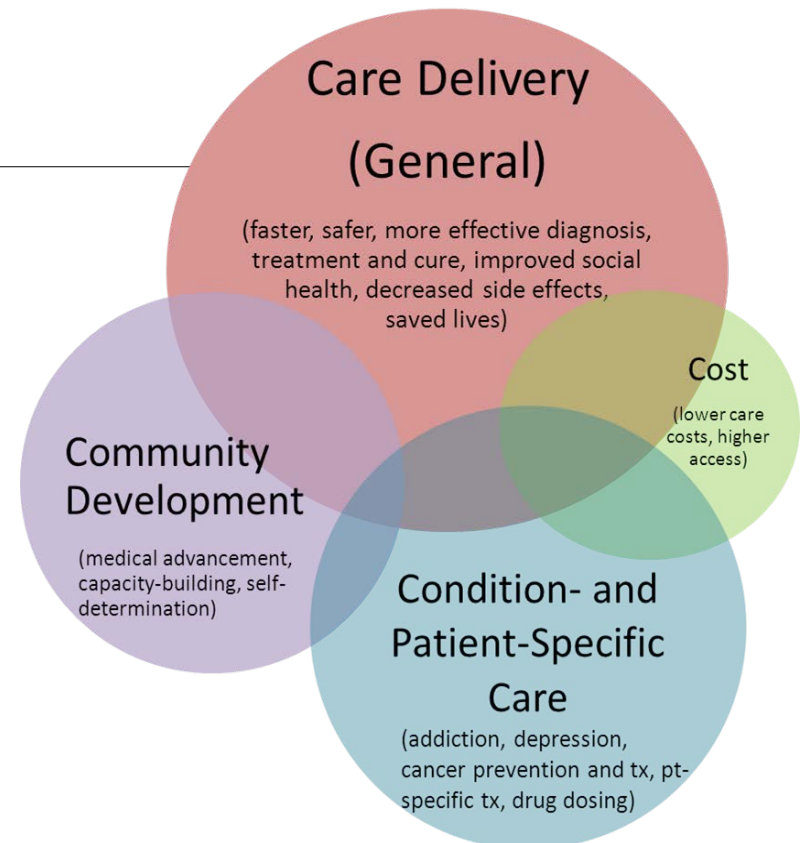 Care Delivery
(General)
(faster, safer, more effective diagnosis,
treatment and cure, improved social
health, decreased side effects,
saved lives)
Cost
(lower care
costs, higher
access)
Community
Development
(medical advancement,
capacity-building, self-
determination)
Condition- and
Patient-Specific
Care
(addiction, depression,
cancer prevention and tx, pt-
specific tx, drug dosing)